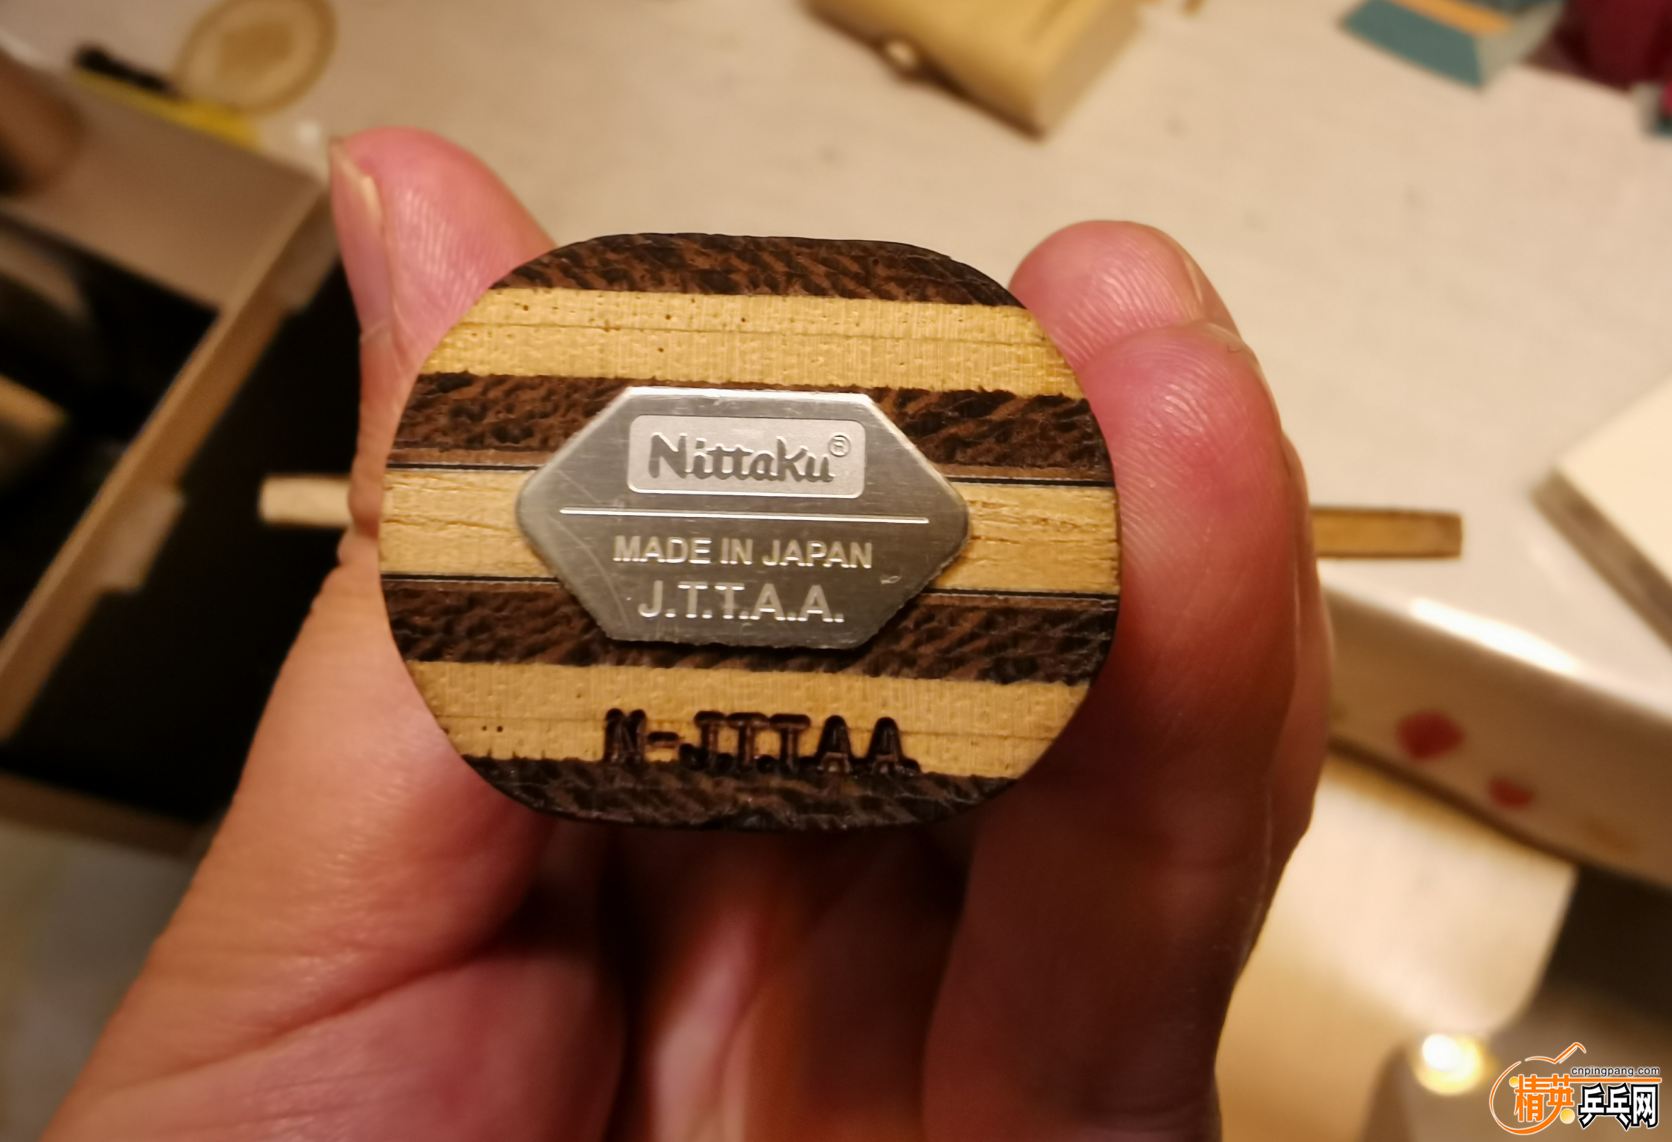 Nittaku®
MADE IN JAPAN
J.T.T.A.A.
N-J.T.T.A.A.
cnpingpang.com
精英乒乓网